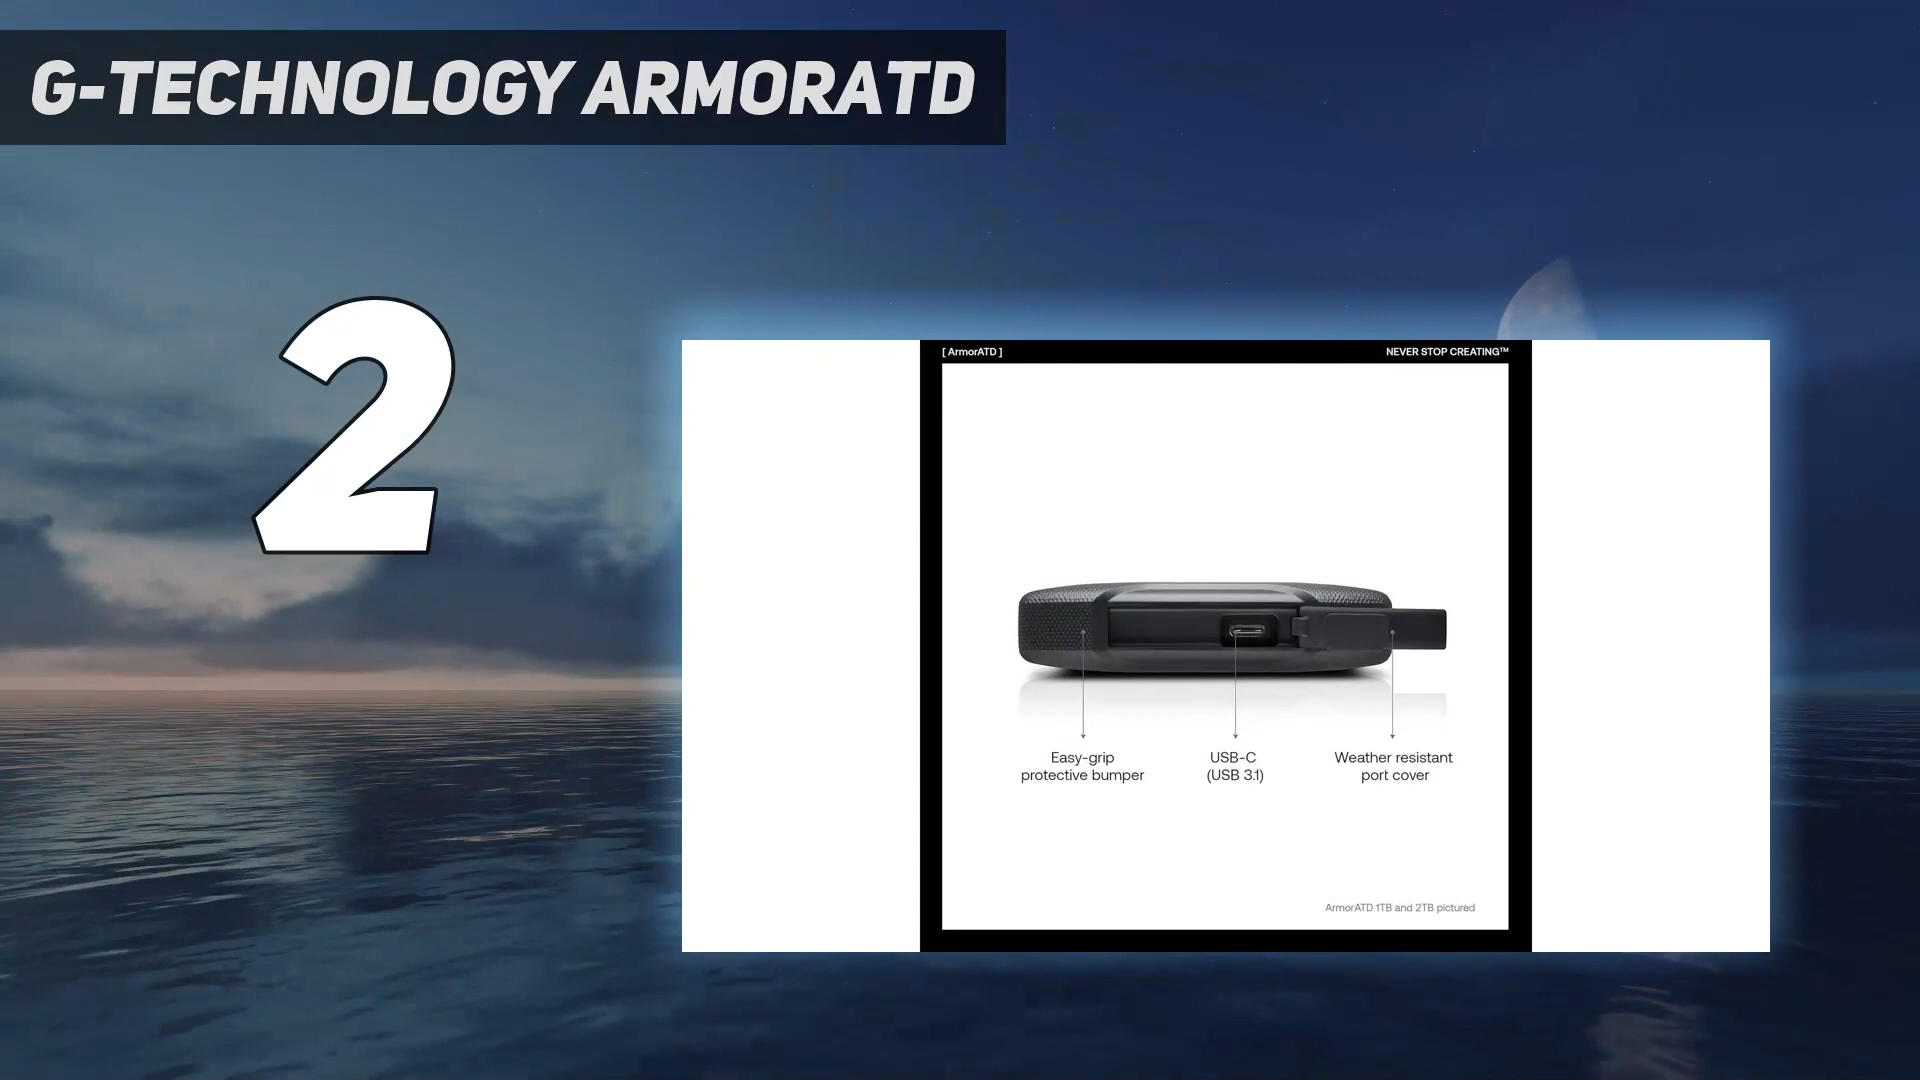 G-TECHNOLOGY ARMORATD
2
[ ArmorATD ]
NEVER STOP CREATING™
Easy-grip
protective bumper
USB-C
(USB 3.1)
Weather resistant
port cover
ArmorATD 1TB and 2TB pictured